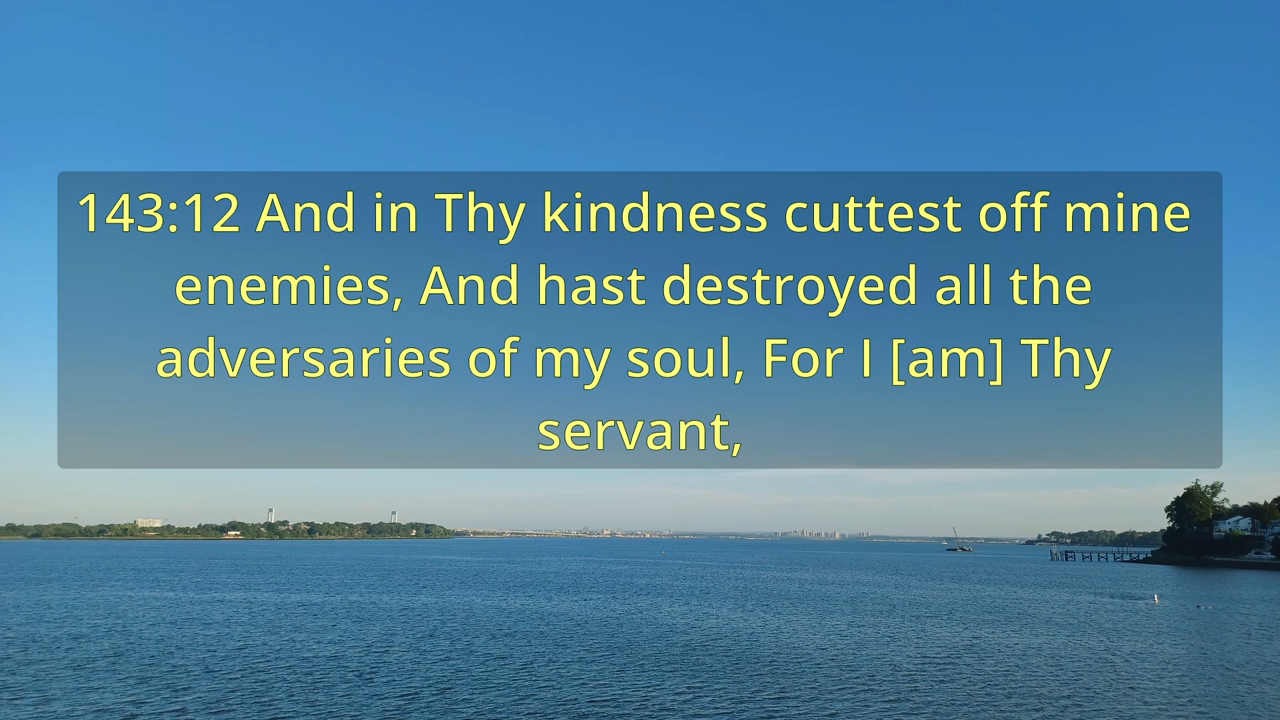 143:12 And in Thy kindness cuttest off mine
enemies, And hast destroyed all the
adversaries of my soul, For I [am] Thy
servant,